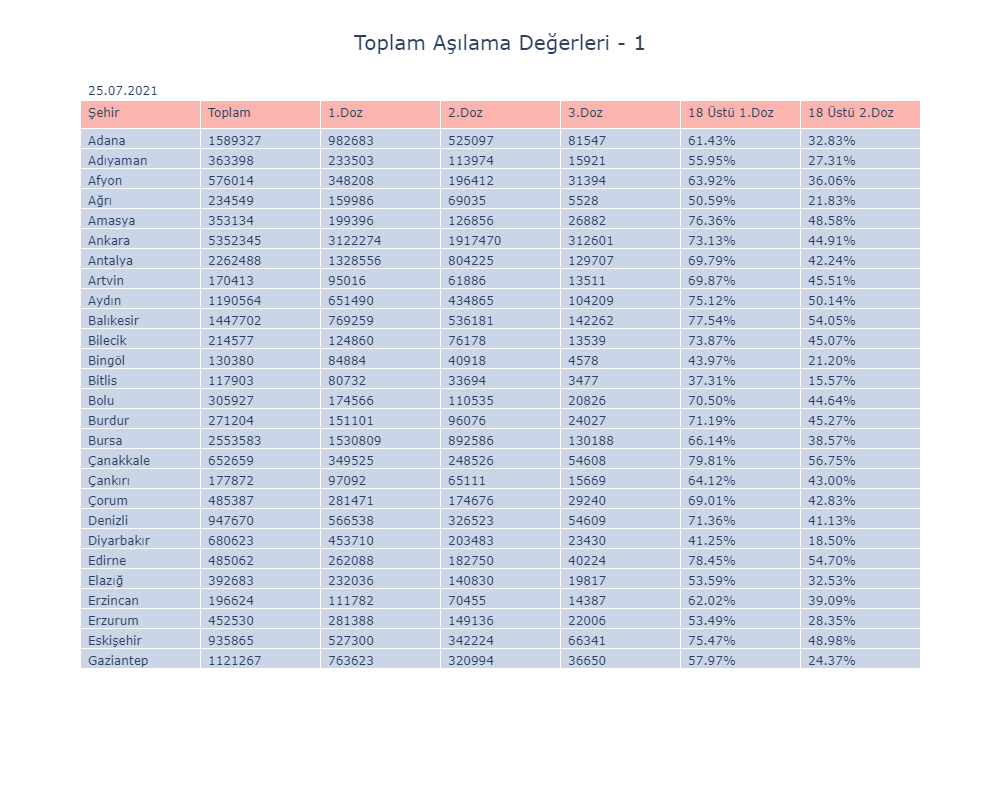 Toplam Aşılama Değerleri - 1
25.07.2021
Şehir Toplam 1.Doz 2.Doz 3.Doz 18 Üstü 1.Doz 18 Üstü 2.Doz
Adana 1589327 982683 525097 81547 61.43% 32.83%
Adıyaman 363398 233503 113974 15921 55.95% 27.31%
Afyon 576014 348208 196412 31394 63.92% 36.06%
Ağrı 234549 159986 69035 5528 50.59% 21.83%
Amasya 353134 199396 126856 26882 76.36% 48.58%
Ankara 5352345 3122274 1917470 312601 73.13% 44.91%
Antalya 2262488 1328556 804225 129707 69.79% 42.24%
Artvin 170413 95016 61886 13511 69.87% 45.51%
Aydın 1190564 651490 434865 104209 75.12% 50.14%
Balıkesir 1447702 769259 536181 142262 77.54% 54.05%
Bilecik 214577 124860 76178 13539 73.87% 45.07%
Bingöl 130380 84884 40918 4578 43.97% 21.20%
Bitlis 117903 80732 33694 3477 37.31% 15.57%
Bolu 305927 174566 110535 20826 70.50% 44.64%
Burdur 271204 151101 96076 24027 71.19% 45.27%
Bursa 2553583 1530809 892586 130188 66.14% 38.57%
Çanakkale 652659 349525 248526 54608 79.81% 56.75%
Çankırı 177872 97092 65111 15669 64.12% 43.00%
Çorum 485387 281471 174676 29240 69.01% 42.83%
Denizli 947670 566538 326523 54609 71.36% 41.13%
Diyarbakır 680623 453710 203483 23430 41.25% 18.50%
Edirne 485062 262088 182750 40224 78.45% 54.70%
Elazığ 392683 232036 140830 19817 53.59% 32.53%
Erzincan 196624 111782 70455 14387 62.02% 39.09%
Erzurum 452530 281388 149136 22006 53.49% 28.35%
Eskişehir 935865 527300 342224 66341 75.47% 48.98%
Gaziantep 1121267 763623 320994 36650 57.97% 24.37%